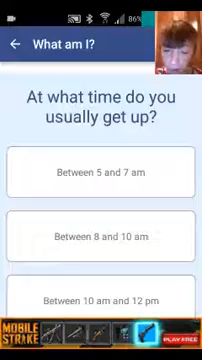 86%
What am I?
At what time do you
usually get up?
Between 5 and 7 am
Between 8 and 10 am
Between 10 am and 12 pm
MOBILE
STRIKE
PLAY FREE